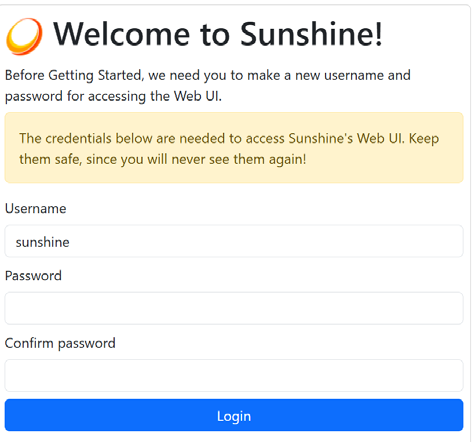 Welcome to Sunshine!
Before Getting Started, we need you to make a new username and
password for accessing the Web UI.
The credentials below are needed to access Sunshine's Web UI. Keep
them safe, since you will never see them again!
Username
sunshine
Password
Confirm password
Login